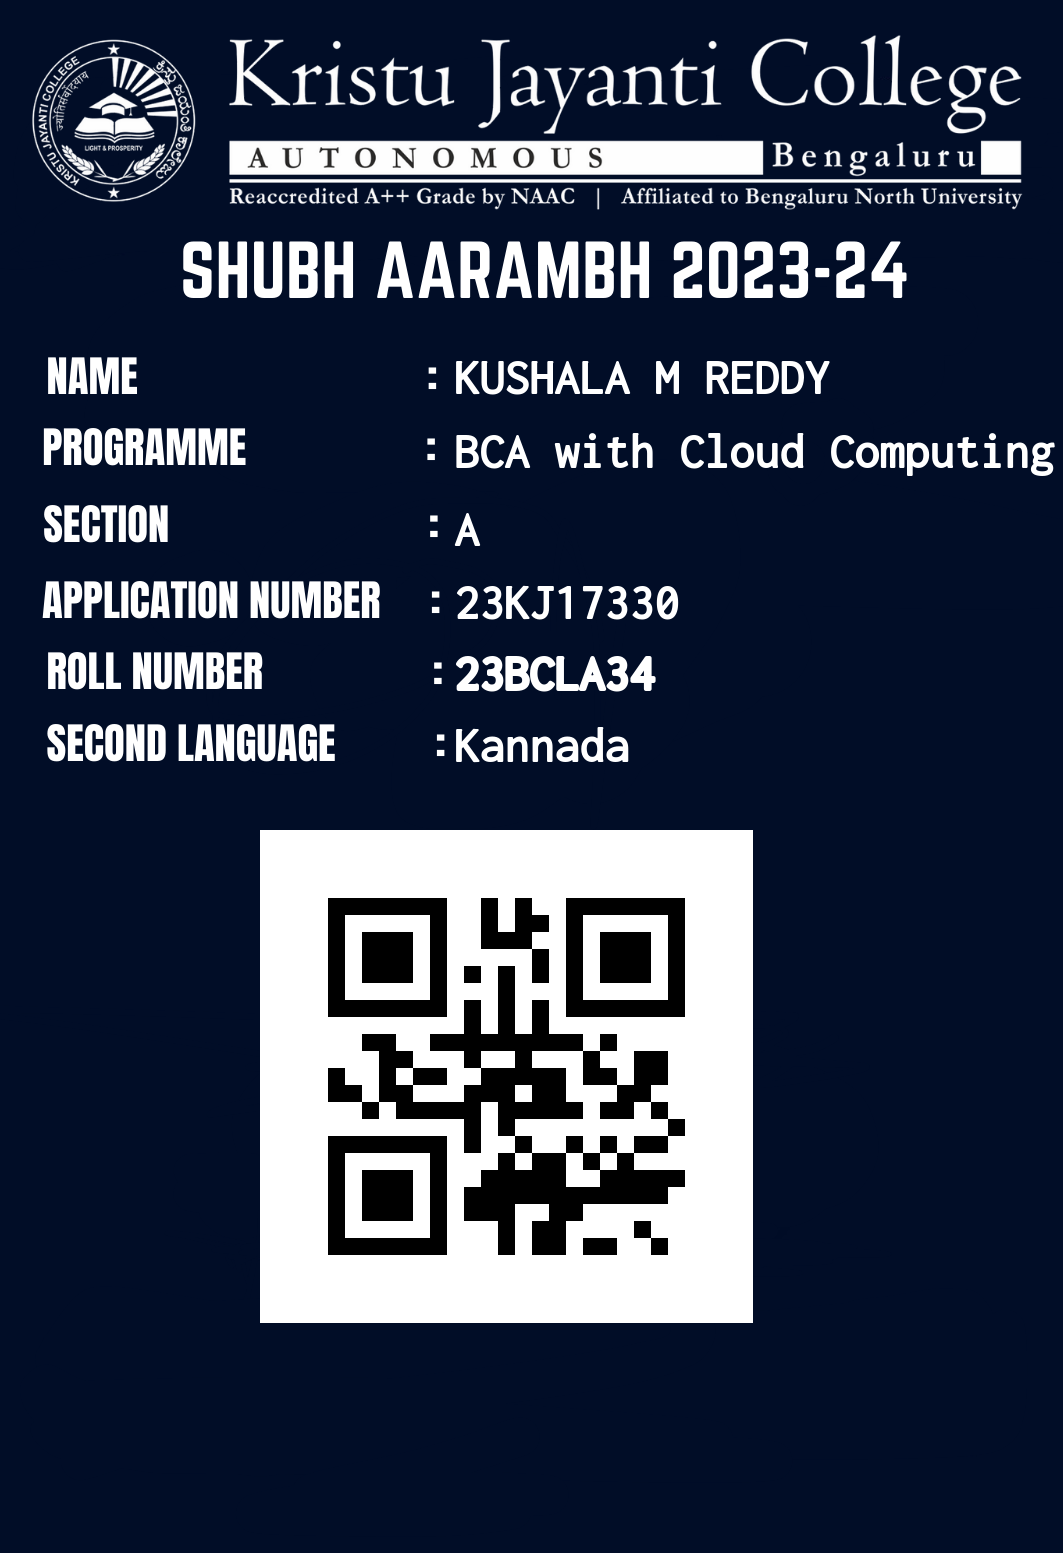 KRISTU JAYANTI COLLEGE
LIGHT & PROSPERITY
Kristu Jayanti College
AUTONOMOUS Bengaluru
Reaccredited A++ Grade by NAAC | Affiliated to Bengaluru North University
SHUBH AARAMBH 2023-24
NAME : KUSHALA M REDDY
PROGRAMME : BCA with Cloud Computing
SECTION : A
APPLICATION NUMBER : 23KJ17330
ROLL NUMBER : 23BCLA34
SECOND LANGUAGE :Kannada